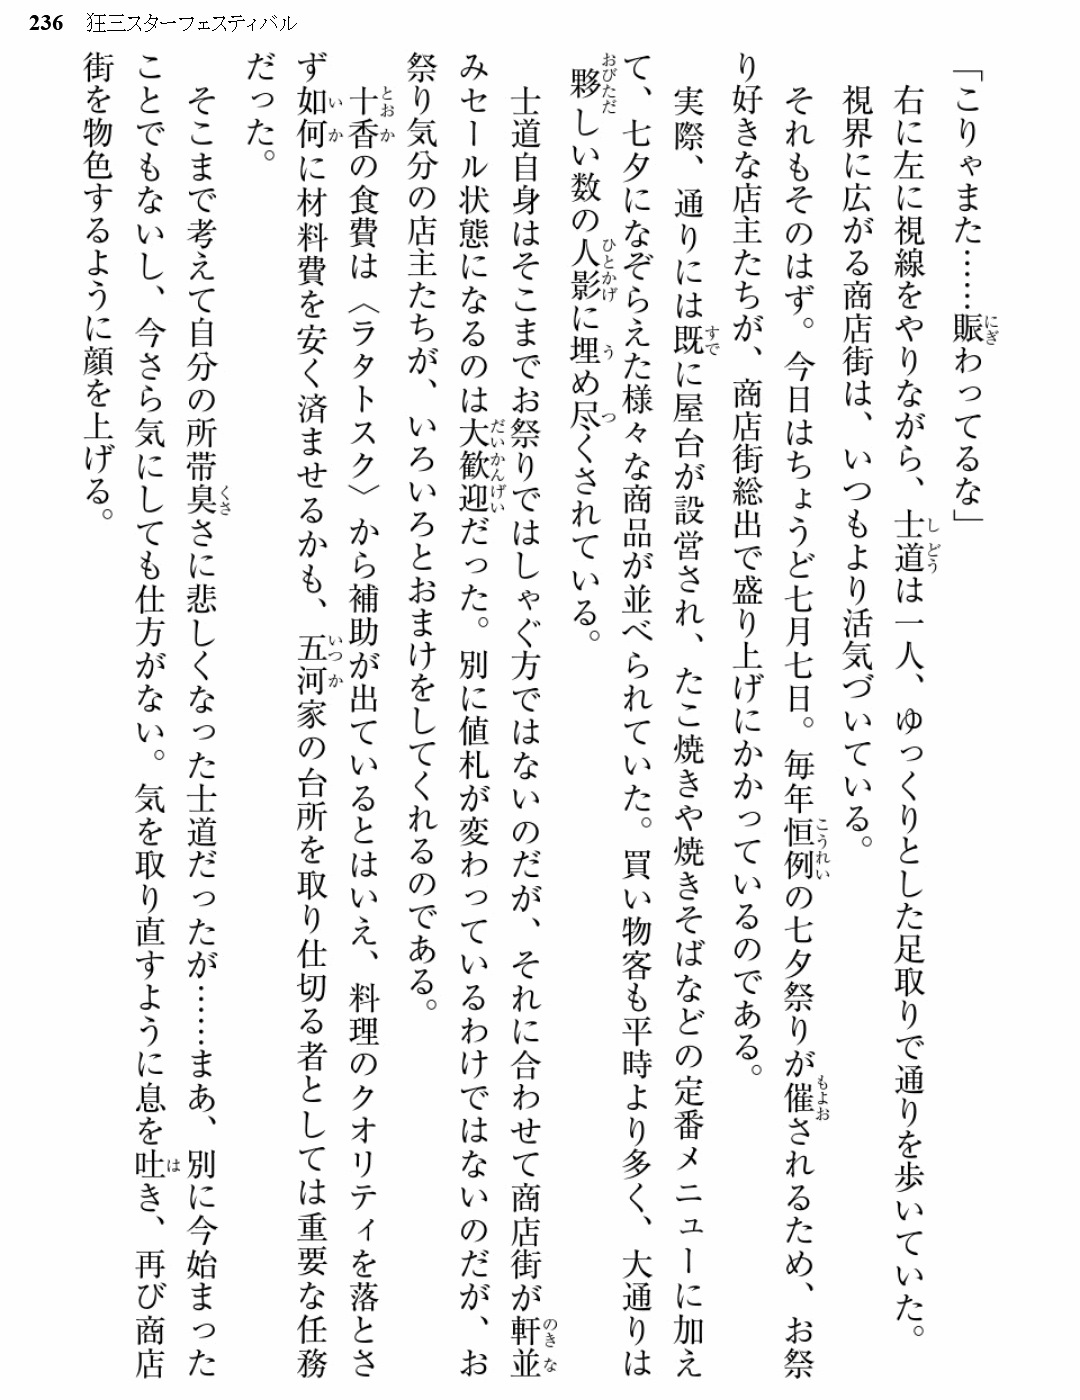 236 狂三スターフェスティバル
「こりゃまた……賑わってるな」
右に左に視線をやりながら、士道は一人、ゆっくりとした足取りで通りを歩いていた。
視界に広がる商店街は、いつもより活気づいている。
それもそのはず。今日はちょうど七月七日。毎年恒例の七夕祭りが催されるため、お祭
り好きな店主たちが、商店街総出で盛り上げにかかっているのである。
実際、通りには既に屋台が設営され、たこ焼きや焼きそばなどの定番メニューに加え
て、七夕になぞらえた様々な商品が並べられていた。買い物客も平時より多く、大通りは
夥しい数の人影に埋め尽くされている。
士道自身はそこまでお祭りではしゃぐ方ではないのだが、それに合わせて商店街が軒並
みセール状態になるのは大歓迎だった。別に値札が変わっているわけではないのだが、お
祭り気分の店主たちが、いろいろとおまけをしてくれるのである。
十香の食費は〈ラタトスク〉から補助が出ているとはいえ、料理のクオリティを落とさ
ず如何に材料費を安く済ませるかも、五河家の台所を取り仕切る者としては重要な任務
だった。
そこまで考えて自分の所帯臭さに悲しくなった士道だったが……まあ、別に今始まった
ことでもないし、今さら気にしても仕方がない。気を取り直すように息を吐き、再び商店
街を物色するように顔を上げる。